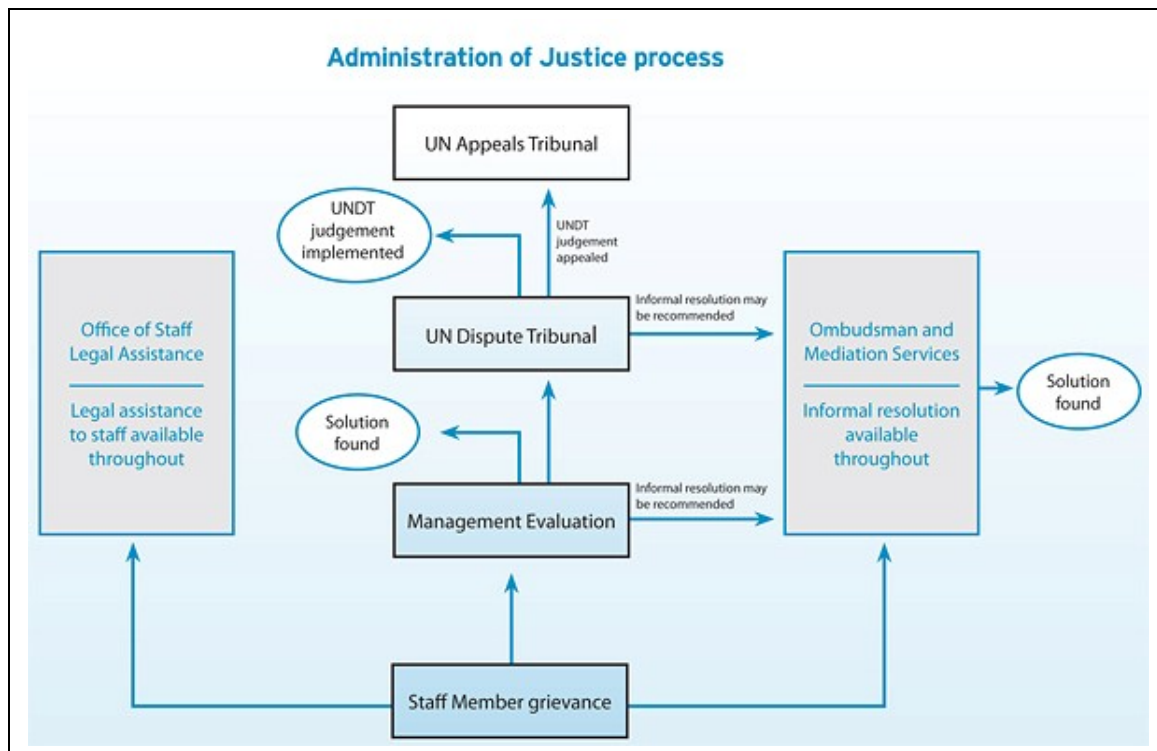 Administration of Justice process
UN Appeals Tribunal
UNDT
judgement
implemented
UNDT
judgement
appealed
Office of Staff
Legal Assistance
Legal assistance
to staff available
throughout
UN Dispute Tribunal
Informal resolution may
be recommended
Ombudsman and
Mediation Services
Informal resolution
available
throughout
Solution
found
Solution
found
Management Evaluation
Informal resolution may
be recommended
Staff Member grievance